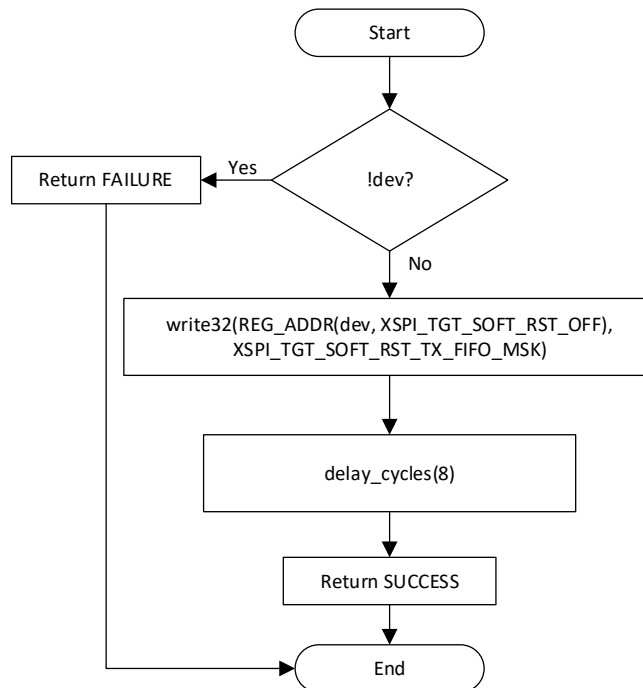 Start
!dev?
Yes
Return FAILURE
No
write32(REG_ADDR(dev, XSPI_TGT_SOFT_RST_OFF),
XSPI_TGT_SOFT_RST_TX_FIFO_MSK)
delay_cycles(8)
Return SUCCESS
End